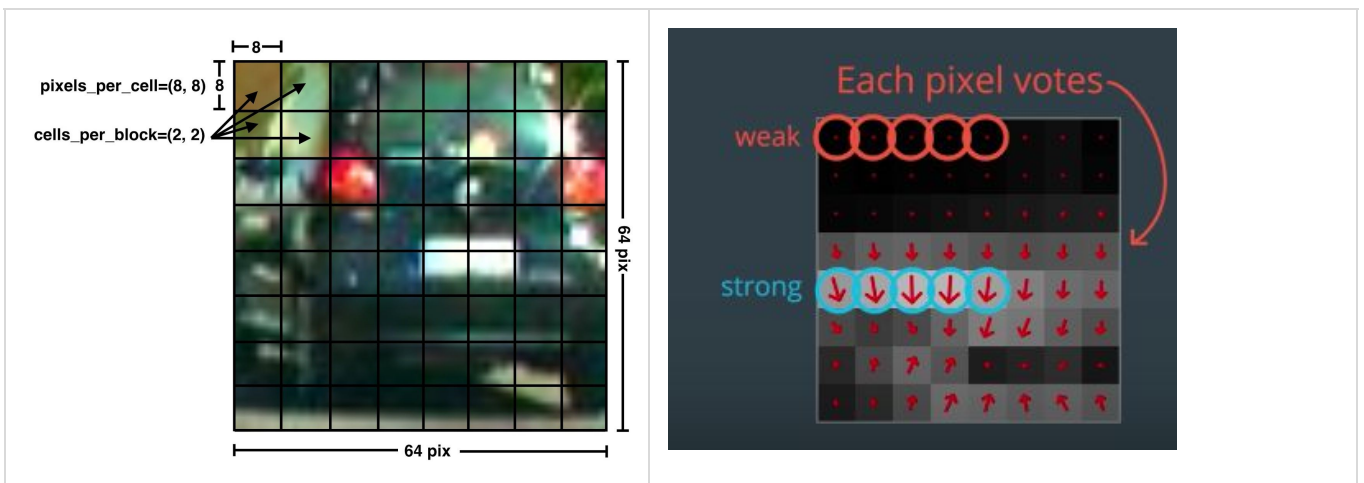 8
pixels_per_cell=(8, 8) 8
cells_per_block=(2, 2)
64 pix
64 pix
Each pixel votes
weak
strong